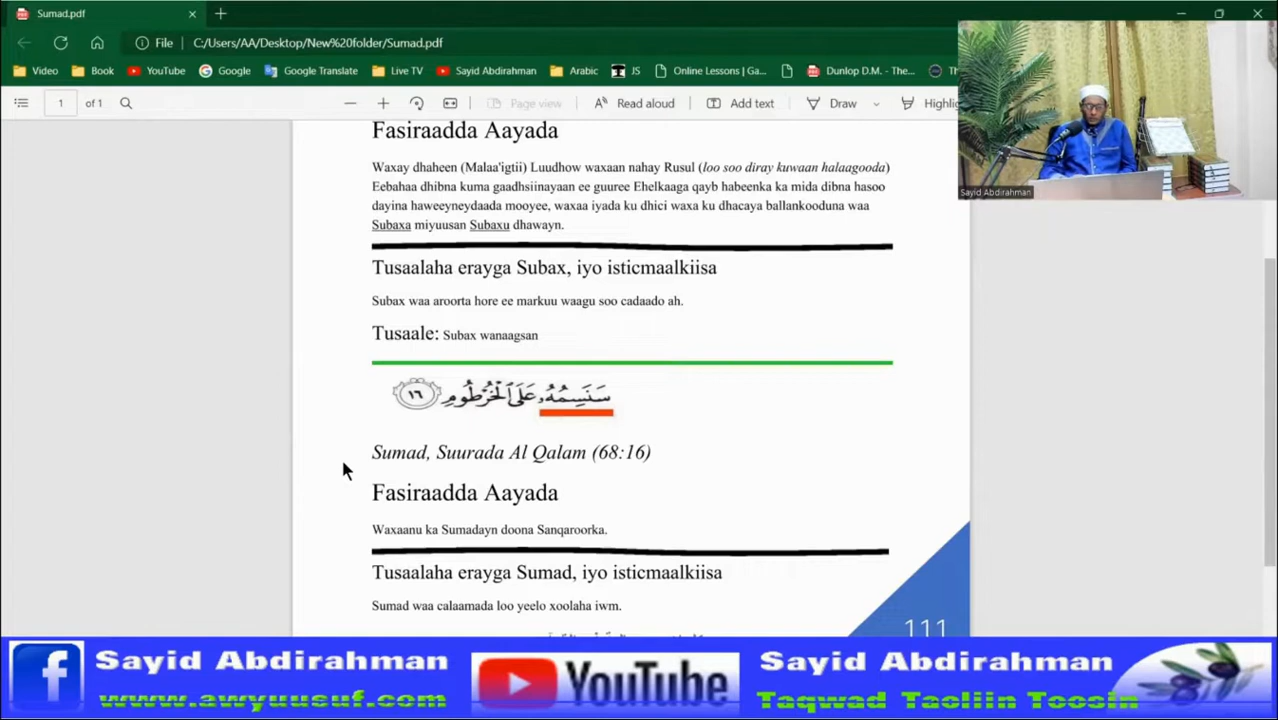 Sumad.pdf
File C:/Users/AA/Desktop/New%20folder/Sumad.pdf
Video Book YouTube Google Google Translate Live TV Sayid Abdirahman Arabic JS Online Lessons | Ga... Dunlop D.M. - The... Th
1 of 1 Page view Read aloud Add text Draw Highlig
Sayid Abdirahman
Fasiraadda Aayada
Waxay dhaheen (Malaa'igtii) Luudhow waxaan nahay Rusul (loo soo diray kuwaan halaagooda)
Eebahaa dhibna kuma gaadhsiinayaan ee guuree Ehelkaaga qayb habeenka ka mida dibna hasoo
dayina haweeyneydaada mooyee, waxaa iyada ku dhici waxa ku dhacaya ballankooduna waa
Subaxa miyuusan Subaxu dhawayn.
Tusaalaha erayga Subax, iyo isticmaalkiisa
Subax waa aroorta hore ee markuu waagu soo cadaado ah.
Tusaale: Subax wanaagsan
سَنَسِمُهُۥ عَلَى ٱلْخُرْطُومِ ١٦
Sumad, Suurada Al Qalam (68:16)
Fasiraadda Aayada
Waxaanu ka Sumadayn doona Sanqaroorka.
Tusaalaha erayga Sumad, iyo isticmaalkiisa
Sumad waa calaamada loo yeelo xoolaha iwm.
111
Sayid Abdirahman
www.awyuusuf.com
YouTube
Sayid Abdirahman
Taqwad Taoliin Toosin